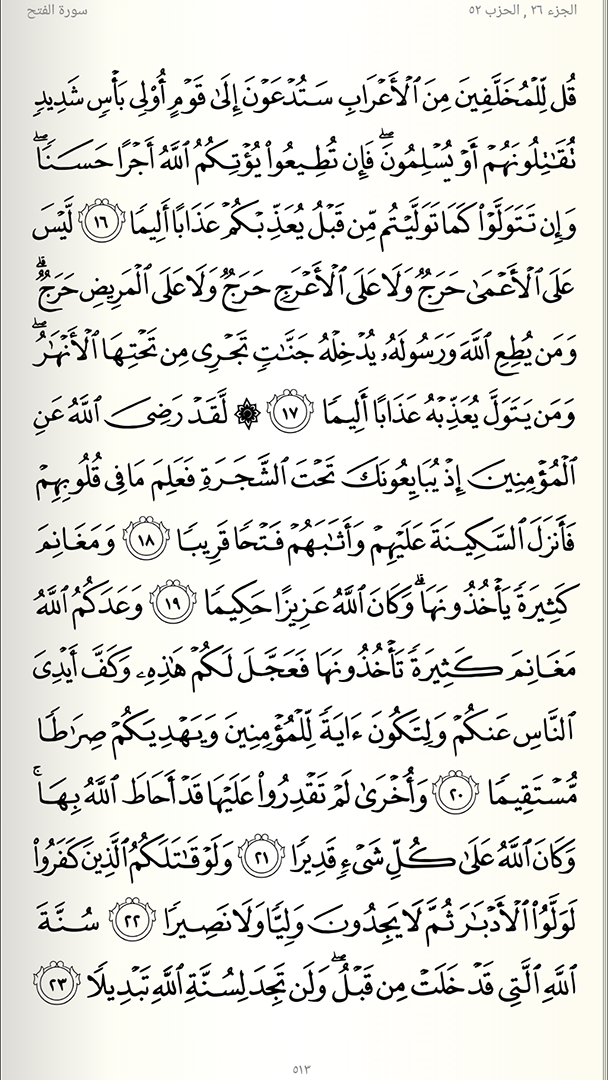 الجزء ٢٦ , الحزب ٥٢
سورة الفتح
قُل لِّلۡمُخَلَّفِينَ مِنَ ٱلۡأَعۡرَابِ سَتُدۡعَوۡنَ إِلَىٰ قَوۡمٍ أُوْلِي بَأۡسٖ شَدِيدٖ
تُقَٰتِلُونَهُمۡ أَوۡ يُسۡلِمُونَۖ فَإِن تُطِيعُواْ يُؤۡتِكُمُ ٱللَّهُ أَجۡرًا حَسَنٗاۖ
وَإِن تَتَوَلَّوۡاْ كَمَا تَوَلَّيۡتُم مِّن قَبۡلُ يُعَذِّبۡكُمۡ عَذَابًا أَلِيمٗا ١٦ لَّيۡسَ
عَلَى ٱلۡأَعۡمَىٰ حَرَجٞ وَلَا عَلَى ٱلۡأَعۡرَجِ حَرَجٞ وَلَا عَلَى ٱلۡمَرِيضِ حَرَجٞۗ
وَمَن يُطِعِ ٱللَّهَ وَرَسُولَهُۥ يُدۡخِلۡهُ جَنَّٰتٖ تَجۡرِي مِن تَحۡتِهَا ٱلۡأَنۡهَٰرُۖ
وَمَن يَتَوَلَّ يُعَذِّبۡهُ عَذَابًا أَلِيمٗا ١٧ ۞ لَّقَدۡ رَضِيَ ٱللَّهُ عَنِ
ٱلۡمُؤۡمِنِينَ إِذۡ يُبَايِعُونَكَ تَحۡتَ ٱلشَّجَرَةِ فَعَلِمَ مَا فِي قُلُوبِهِمۡ
فَأَنزَلَ ٱلسَّكِينَةَ عَلَيۡهِمۡ وَأَثَٰبَهُمۡ فَتۡحٗا قَرِيبٗا ١٨ وَمَغَانِمَ
كَثِيرَةٗ يَأۡخُذُونَهَاۗ وَكَانَ ٱللَّهُ عَزِيزًا حَكِيمٗا ١٩ وَعَدَكُمُ ٱللَّهُ
مَغَانِمَ كَثِيرَةٗ تَأۡخُذُونَهَا فَعَجَّلَ لَكُمۡ هَٰذِهِۦ وَكَفَّ أَيۡدِيَ
ٱلنَّاسِ عَنكُمۡ وَلِتَكُونَ ءَايَةٗ لِّلۡمُؤۡمِنِينَ وَيَهۡدِيَكُمۡ صِرَٰطٗا
مُّسۡتَقِيمٗا ٢٠ وَأُخۡرَىٰ لَمۡ تَقۡدِرُواْ عَلَيۡهَا قَدۡ أَحَاطَ ٱللَّهُ بِهَاۚ
وَكَانَ ٱللَّهُ عَلَىٰ كُلِّ شَيۡءٖ قَدِيرٗا ٢١ وَلَوۡ قَٰتَلَكُمُ ٱلَّذِينَ كَفَرُواْ
لَوَلَّوُاْ ٱلۡأَدۡبَٰرَ ثُمَّ لَا يَجِدُونَ وَلِيّٗا وَلَا نَصِيرٗا ٢٢ سُنَّةَ
ٱللَّهِ ٱلَّتِي قَدۡ خَلَتۡ مِن قَبۡلُۖ وَلَن تَجِدَ لِسُنَّةِ ٱللَّهِ تَبۡدِيلٗا ٢٣
٥١٣